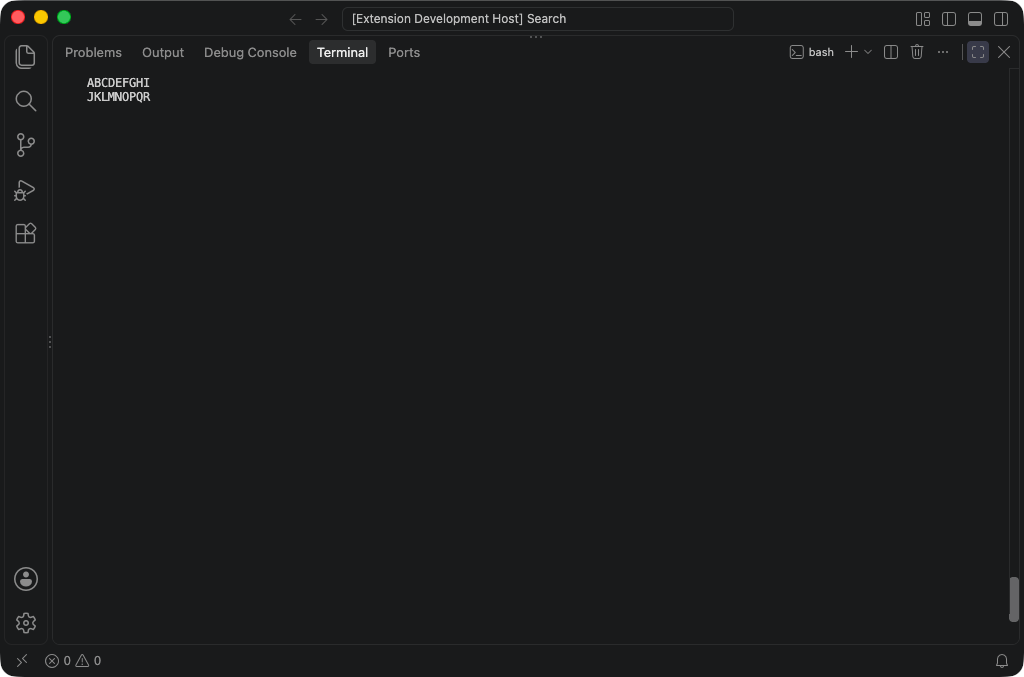 [Extension Development Host] Search
Problems Output Debug Console Terminal Ports bash
ABCDEFGHI
JKLMNOPQR
0 0